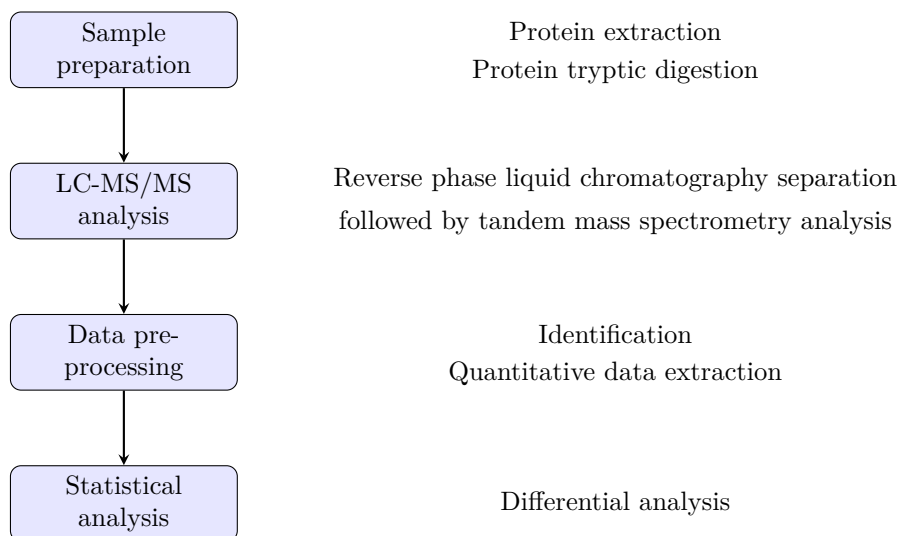 Sample
preparation
Protein extraction
Protein tryptic digestion
LC-MS/MS
analysis
Reverse phase liquid chromatography separation
followed by tandem mass spectrometry analysis
Data pre-
processing
Identification
Quantitative data extraction
Statistical
analysis
Differential analysis